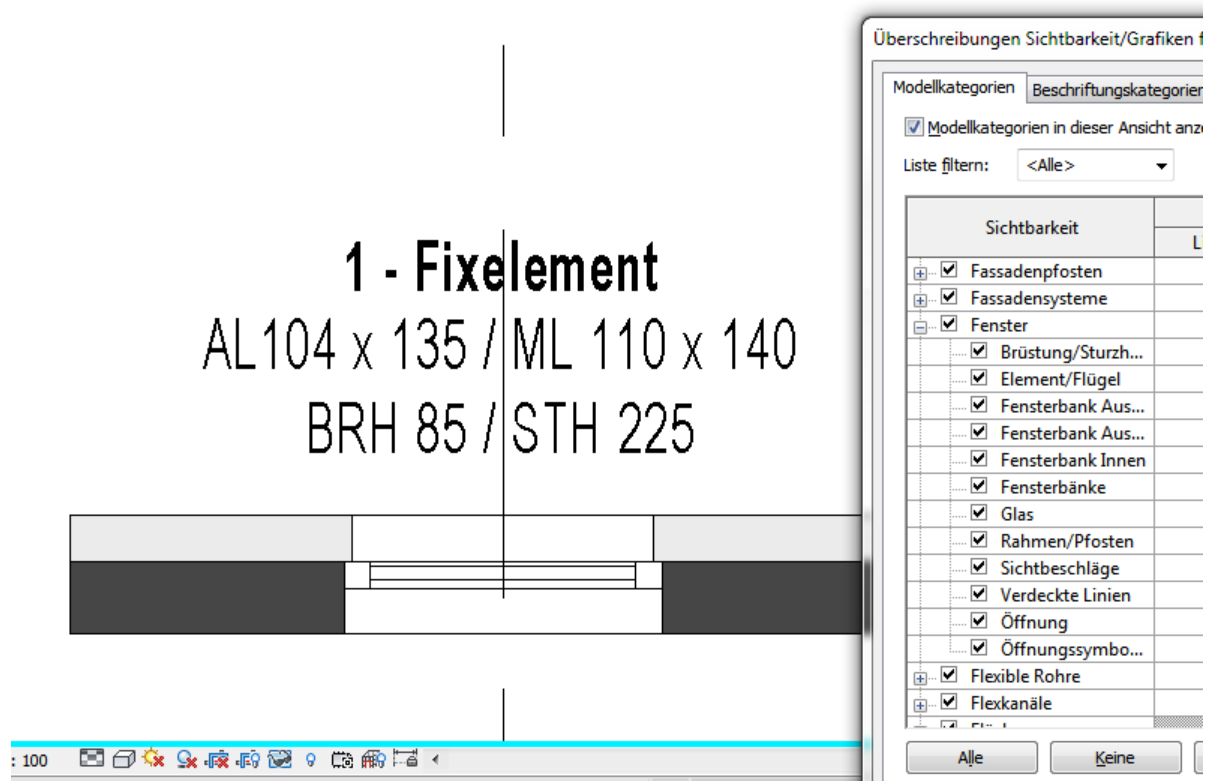 Überschreibungen Sichtbarkeit/Grafiken f
Modellkategorien Beschriftungskategorien
Modellkategorien in dieser Ansicht anze
Liste filtern: <Alle>
Sichtbarkeit
Li
Fassadenpfosten
Fassadensysteme
Fenster
Brüstung/Sturzh...
Element/Flügel
Fensterbank Aus...
Fensterbank Aus...
Fensterbank Innen
Fensterbänke
Glas
Rahmen/Pfosten
Sichtbeschläge
Verdeckte Linien
Öffnung
Öffnungssymbo...
Flexible Rohre
Flexkanäle
Alle Keine
1 - Fixelement
AL104 x 135 / ML 110 x 140
BRH 85 / STH 225
: 100